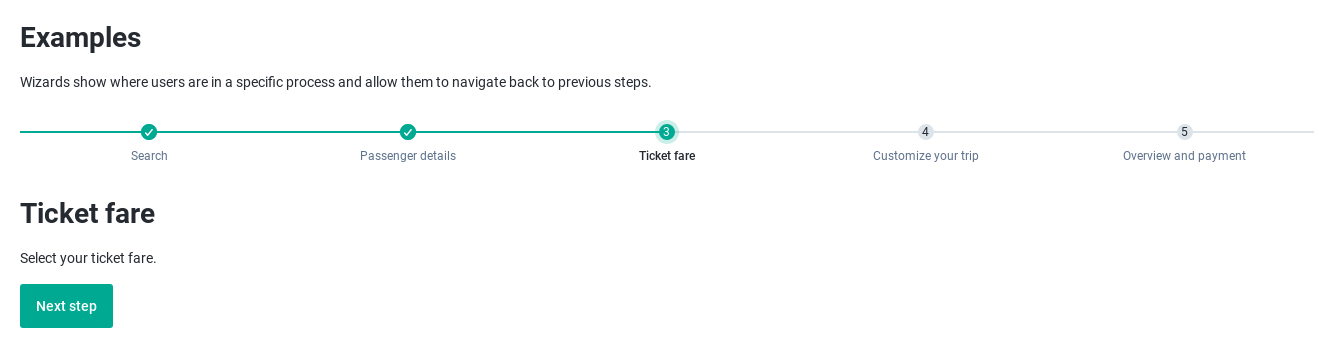 Examples
Wizards show where users are in a specific process and allow them to navigate back to previous steps.
3
4
5
Search
Passenger details
Ticket fare
Customize your trip
Overview and payment
Ticket fare
Select your ticket fare.
Next step